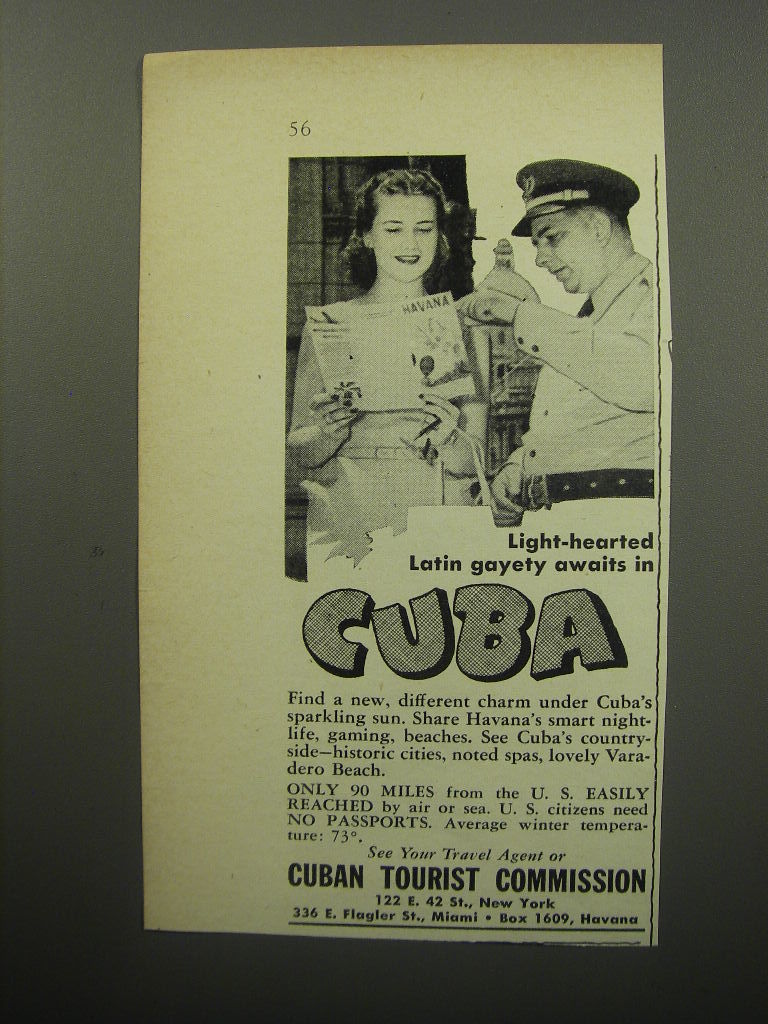 56
HAVANA
Light-hearted
Latin gayety awaits in
CUBA
Find a new, different charm under Cuba's
sparkling sun. Share Havana's smart night-
life, gaming, beaches. See Cuba's country-
side—historic cities, noted spas, lovely Vara-
dero Beach.
ONLY 90 MILES from the U. S. EASILY
REACHED by air or sea. U. S. citizens need
NO PASSPORTS. Average winter tempera-
ture: 73°.
See Your Travel Agent or
CUBAN TOURIST COMMISSION
122 E. 42 St., New York
336 E. Flagler St., Miami • Box 1609, Havana